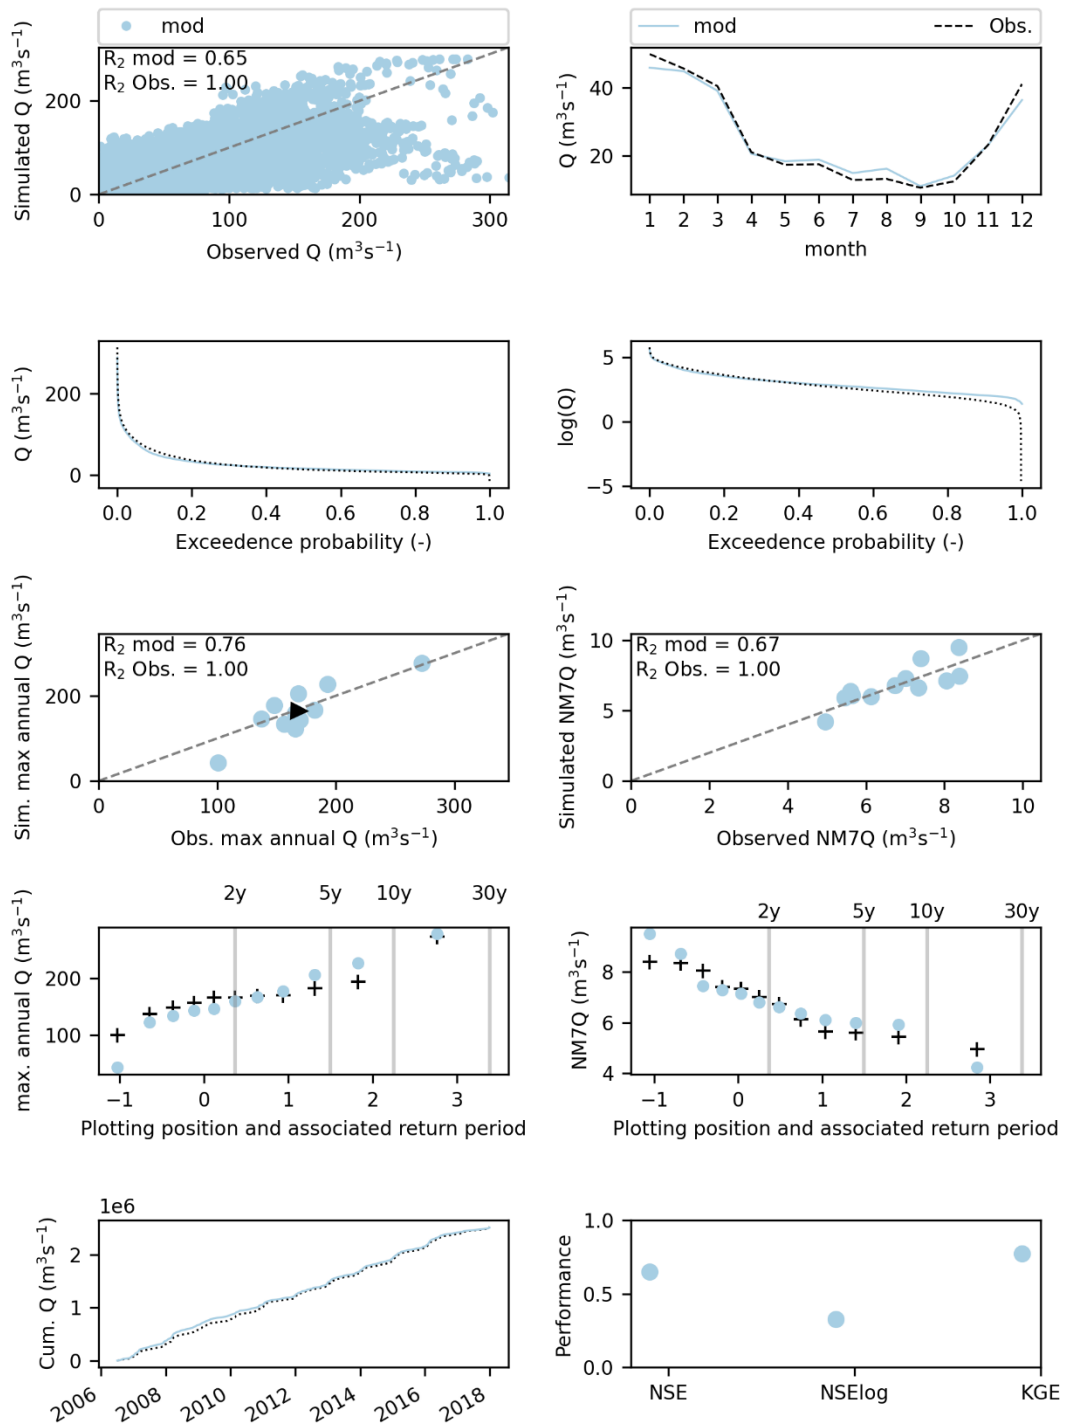 mod
mod Obs.
R₂ mod = 0.65
R₂ Obs. = 1.00
Simulated Q (m³s⁻¹)
200
0
0 100 200 300
Observed Q (m³s⁻¹)
Q (m³s⁻¹)
40
20
1 2 3 4 5 6 7 8 9 10 11 12
month
Q (m³s⁻¹)
200
0
0.0 0.2 0.4 0.6 0.8 1.0
Exceedence probability (-)
log(Q)
5
0
−5
0.0 0.2 0.4 0.6 0.8 1.0
Exceedence probability (-)
Sim. max annual Q (m³s⁻¹)
R₂ mod = 0.76
R₂ Obs. = 1.00
200
0
0 100 200 300
Obs. max annual Q (m³s⁻¹)
Simulated NM7Q (m³s⁻¹)
R₂ mod = 0.67
R₂ Obs. = 1.00
10
5
0
0 2 4 6 8 10
Observed NM7Q (m³s⁻¹)
max. annual Q (m³s⁻¹)
2y 5y 10y 30y
200
100
−1 0 1 2 3
Plotting position and associated return period
NM7Q (m³s⁻¹)
2y 5y 10y 30y
8
6
4
−1 0 1 2 3
Plotting position and associated return period
1e6
Cum. Q (m³s⁻¹)
2
1
0
2006 2008 2010 2012 2014 2016 2018
Performance
1.0
0.5
0.0
NSE NSElog KGE